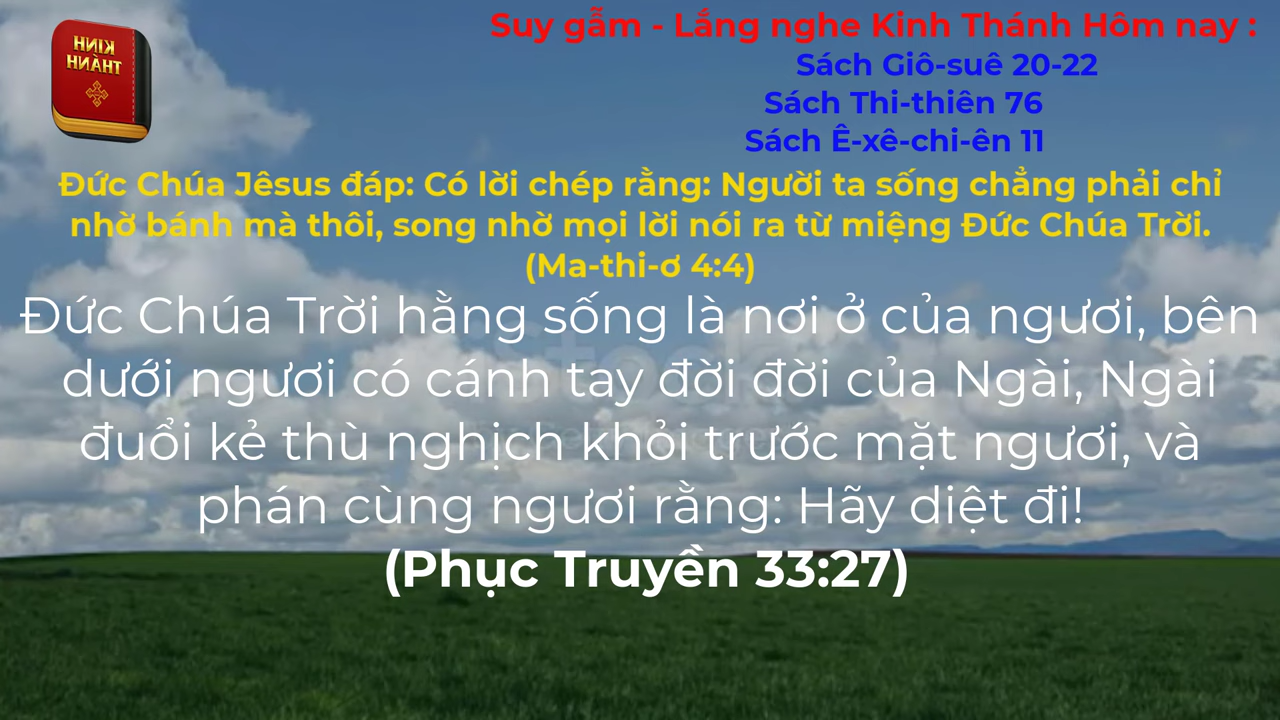 KINH
THÁNH
Suy gẫm - Lắng nghe Kinh Thánh Hôm nay :
Sách Giô-suê 20-22
Sách Thi-thiên 76
Sách Ê-xê-chi-ên 11
Đức Chúa Jêsus đáp: Có lời chép rằng: Người ta sống chẳng phải chỉ
nhờ bánh mà thôi, song nhờ mọi lời nói ra từ miệng Đức Chúa Trời.
(Ma-thi-ơ 4:4)
Đức Chúa Trời hằng sống là nơi ở của ngươi, bên
dưới ngươi có cánh tay đời đời của Ngài, Ngài
đuổi kẻ thù nghịch khỏi trước mặt ngươi, và
phán cùng ngươi rằng: Hãy diệt đi!
(Phục Truyền 33:27)